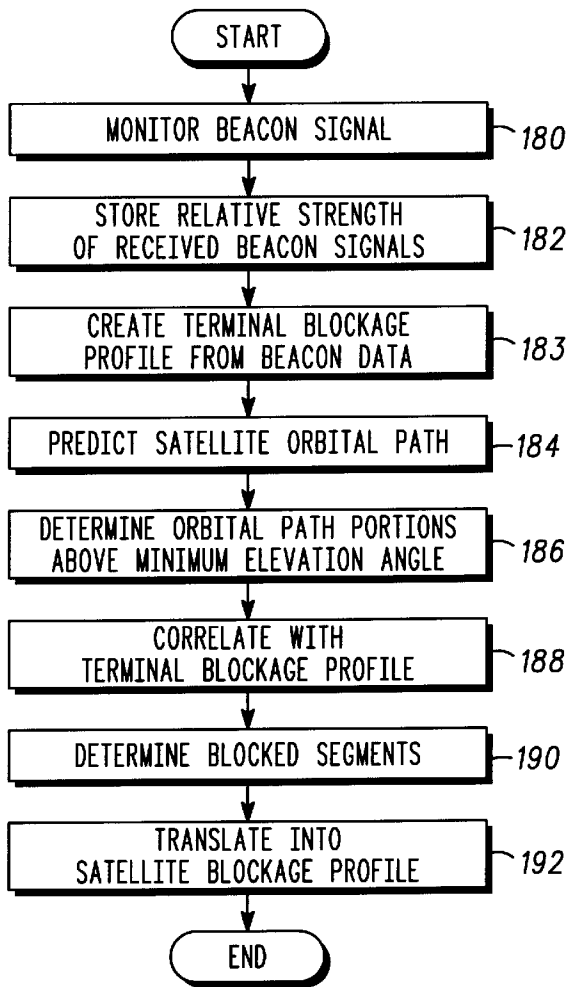 START
MONITOR BEACON SIGNAL
180
STORE RELATIVE STRENGTH
OF RECEIVED BEACON SIGNALS
182
CREATE TERMINAL BLOCKAGE
PROFILE FROM BEACON DATA
183
PREDICT SATELLITE ORBITAL PATH
184
DETERMINE ORBITAL PATH PORTIONS
ABOVE MINIMUM ELEVATION ANGLE
186
CORRELATE WITH
TERMINAL BLOCKAGE PROFILE
188
DETERMINE BLOCKED SEGMENTS
190
TRANSLATE INTO
SATELLITE BLOCKAGE PROFILE
192
END